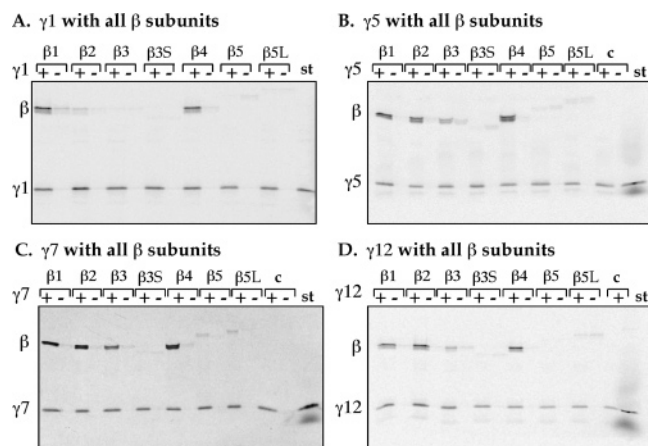 A. γ1 with all β subunits
β1 β2 β3 β3S β4 β5 β5L
γ1 + - + - + - + - + - + - + - st
β
γ1
B. γ5 with all β subunits
β1 β2 β3 β3S β4 β5 β5L c
γ5 + - + - + - + - + - + - + - + - st
β
γ5
C. γ7 with all β subunits
β1 β2 β3 β3S β4 β5 β5L c
γ7 + - + - + - + - + - + - + - + - st
β
γ7
D. γ12 with all β subunits
β1 β2 β3 β3S β4 β5 β5L c
γ12 + - + - + - + - + - + - + - + st
β
γ12